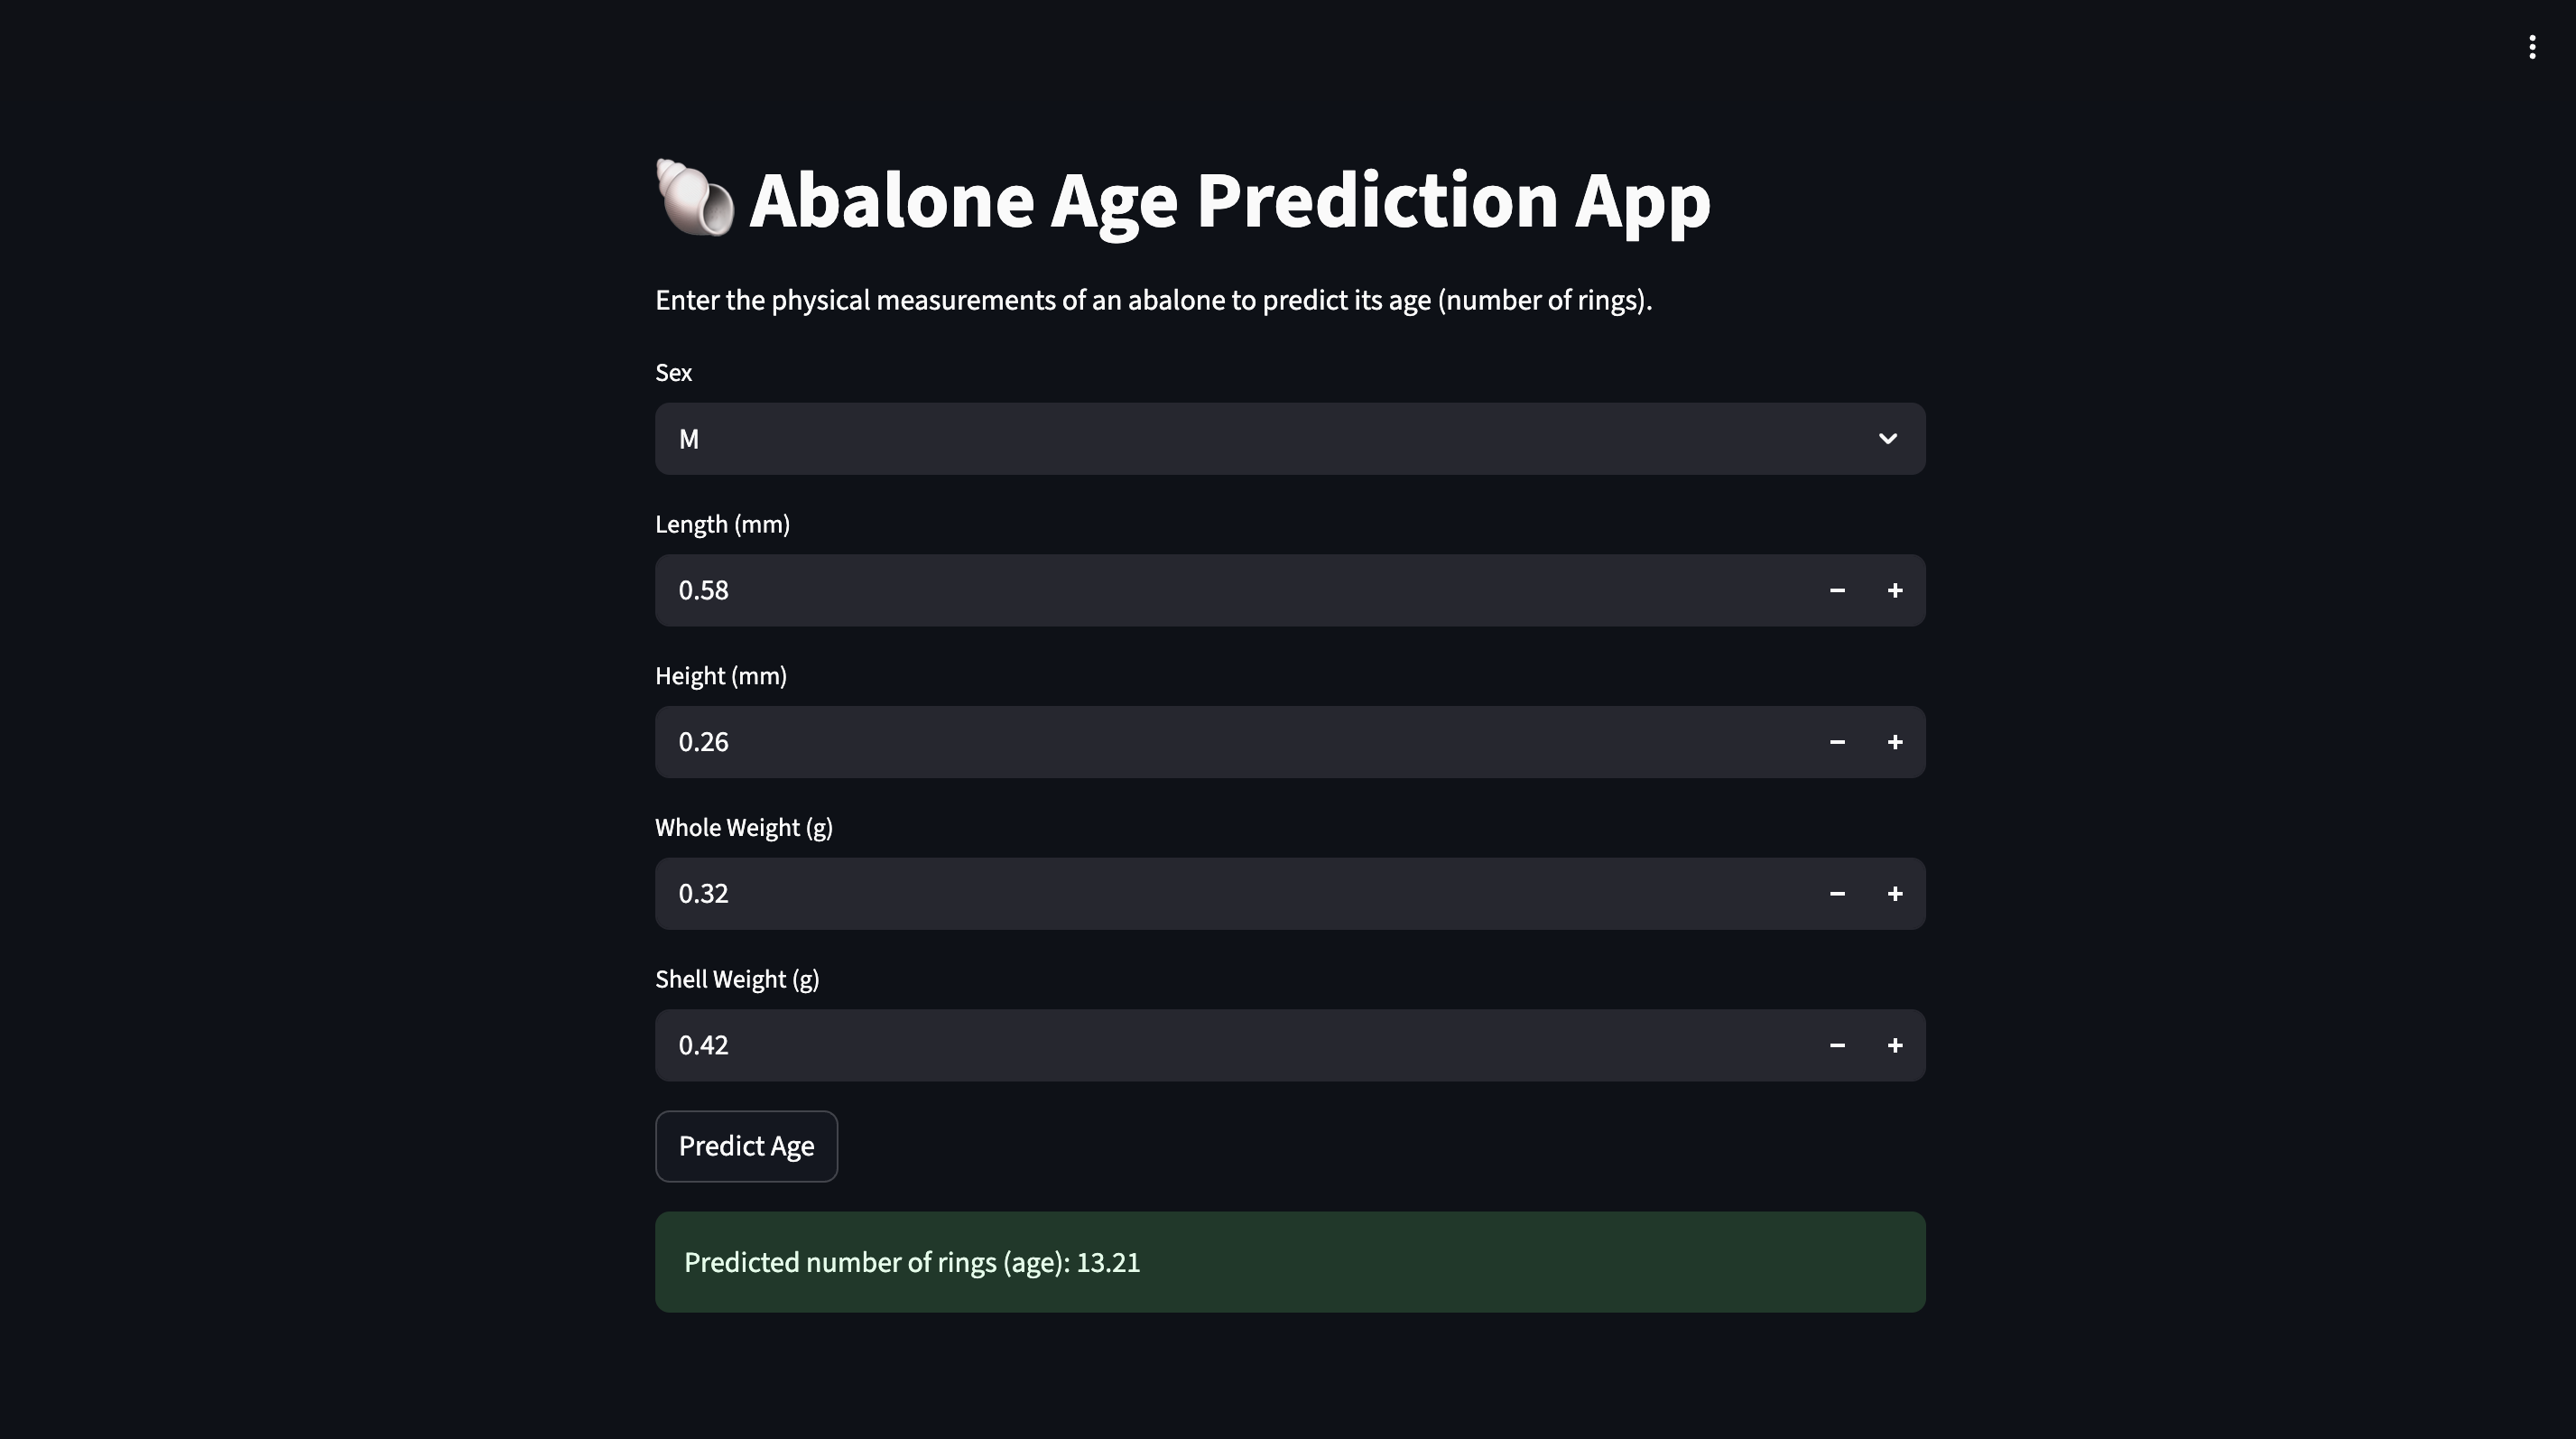 Abalone Age Prediction App
Enter the physical measurements of an abalone to predict its age (number of rings).
Sex
M
Length (mm)
0.58
Height (mm)
0.26
Whole Weight (g)
0.32
Shell Weight (g)
0.42
Predict Age
Predicted number of rings (age): 13.21